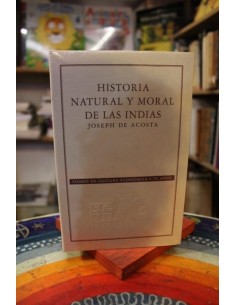 HISTORIA
NATURAL Y MORAL
DE LAS INDIAS
JOSEPH DE ACOSTA
FONDO DE CULTURA ECONÓMICA